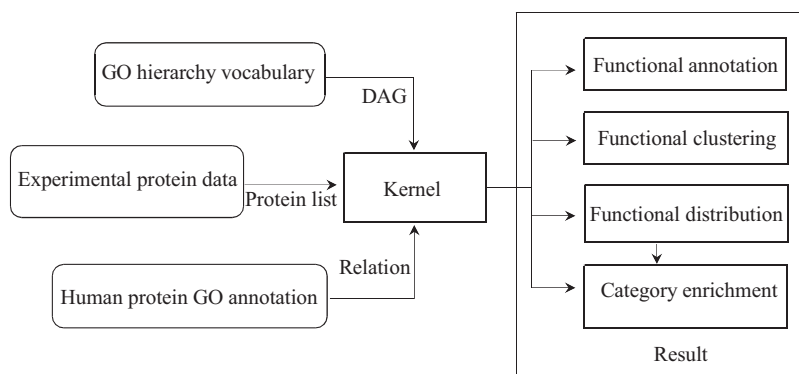 GO hierarchy vocabulary
DAG
Experimental protein data
Protein list
Kernel
Relation
Human protein GO annotation
Functional annotation
Functional clustering
Functional distribution
Category enrichment
Result